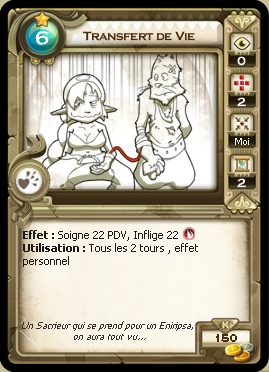 6
TRANSFERT DE VIE
0
2
Moi
2
Effet : Soigne 22 PDV, Inflige 22
Utilisation : Tous les 2 tours , effet
personnel
Un Sacrieur qui se prend pour un Eniripsa,
on aura tout vu...
K
150